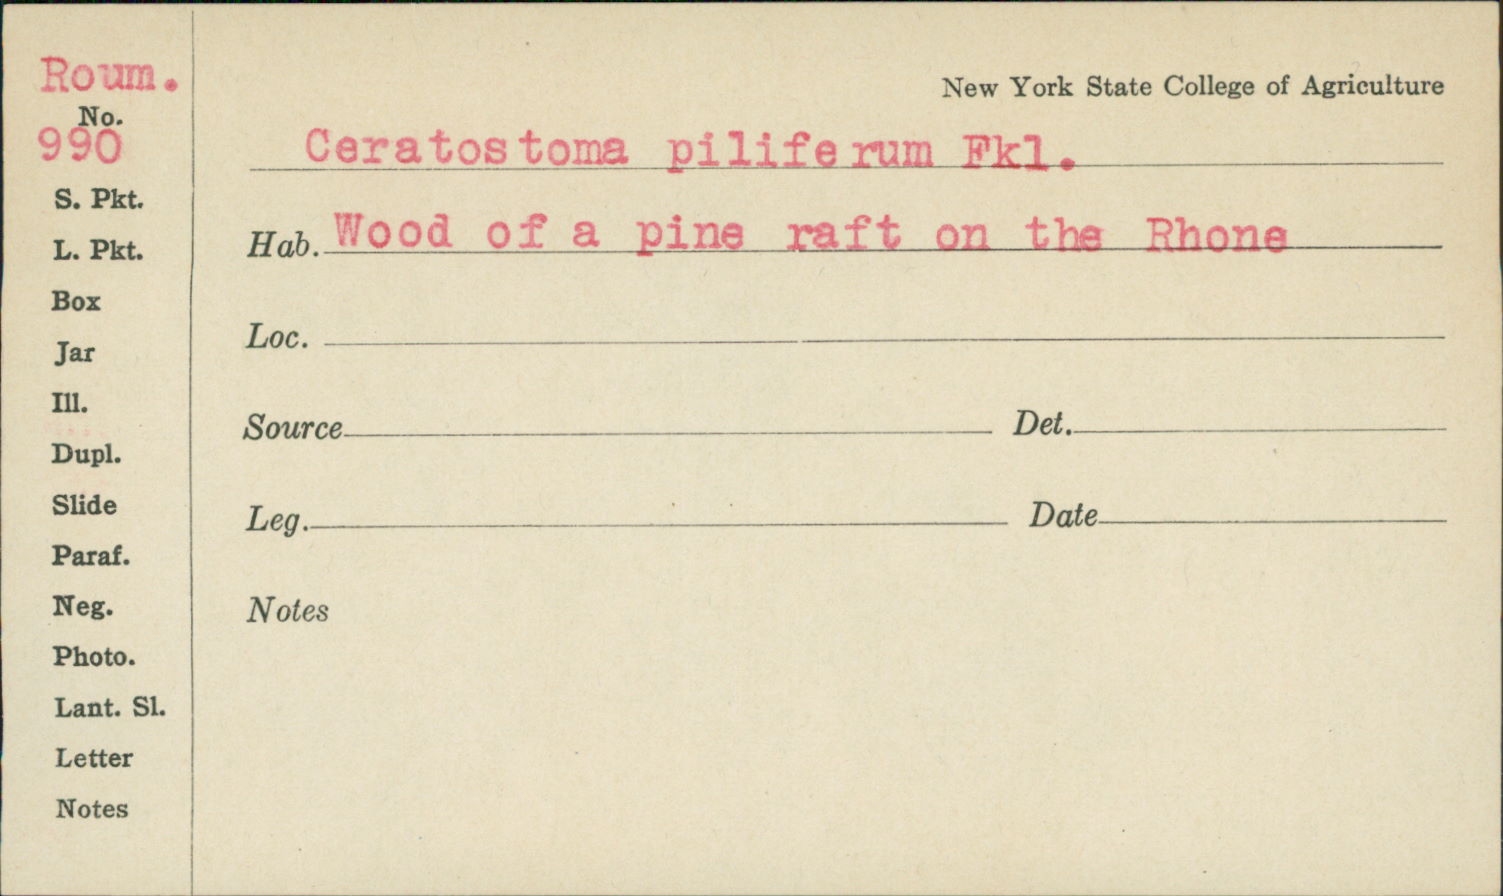 Roum.
No.
990
S. Pkt.
L. Pkt.
Box
Jar
Ill.
Dupl.
Slide
Paraf.
Neg.
Photo.
Lant. Sl.
Letter
Notes
New York State College of Agriculture
Ceratostoma piliferum Fkl.
Hab. Wood of a pine raft on the Rhone
Loc.
Source Det.
Leg. Date
Notes